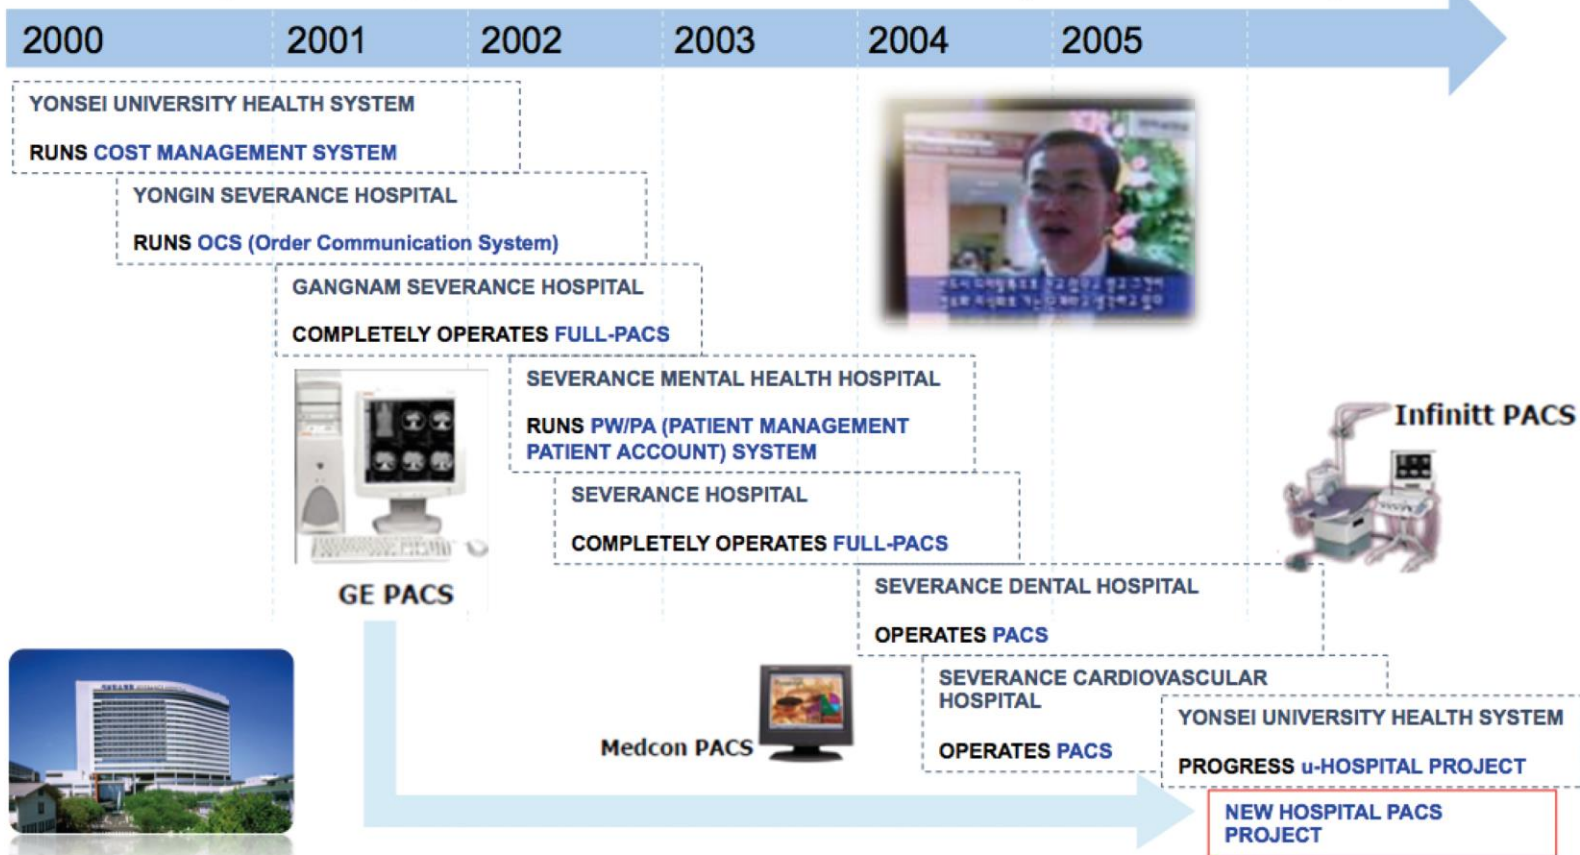 2000 2001 2002 2003 2004 2005
YONSEI UNIVERSITY HEALTH SYSTEM
RUNS COST MANAGEMENT SYSTEM
YONGIN SEVERANCE HOSPITAL
RUNS OCS (Order Communication System)
GANGNAM SEVERANCE HOSPITAL
COMPLETELY OPERATES FULL-PACS
SEVERANCE MENTAL HEALTH HOSPITAL
RUNS PW/PA (PATIENT MANAGEMENT
PATIENT ACCOUNT) SYSTEM
Infinitt PACS
SEVERANCE HOSPITAL
COMPLETELY OPERATES FULL-PACS
GE PACS
SEVERANCE DENTAL HOSPITAL
OPERATES PACS
SEVERANCE CARDIOVASCULAR
HOSPITAL
OPERATES PACS
Medcon PACS
YONSEI UNIVERSITY HEALTH SYSTEM
PROGRESS u-HOSPITAL PROJECT
NEW HOSPITAL PACS
PROJECT